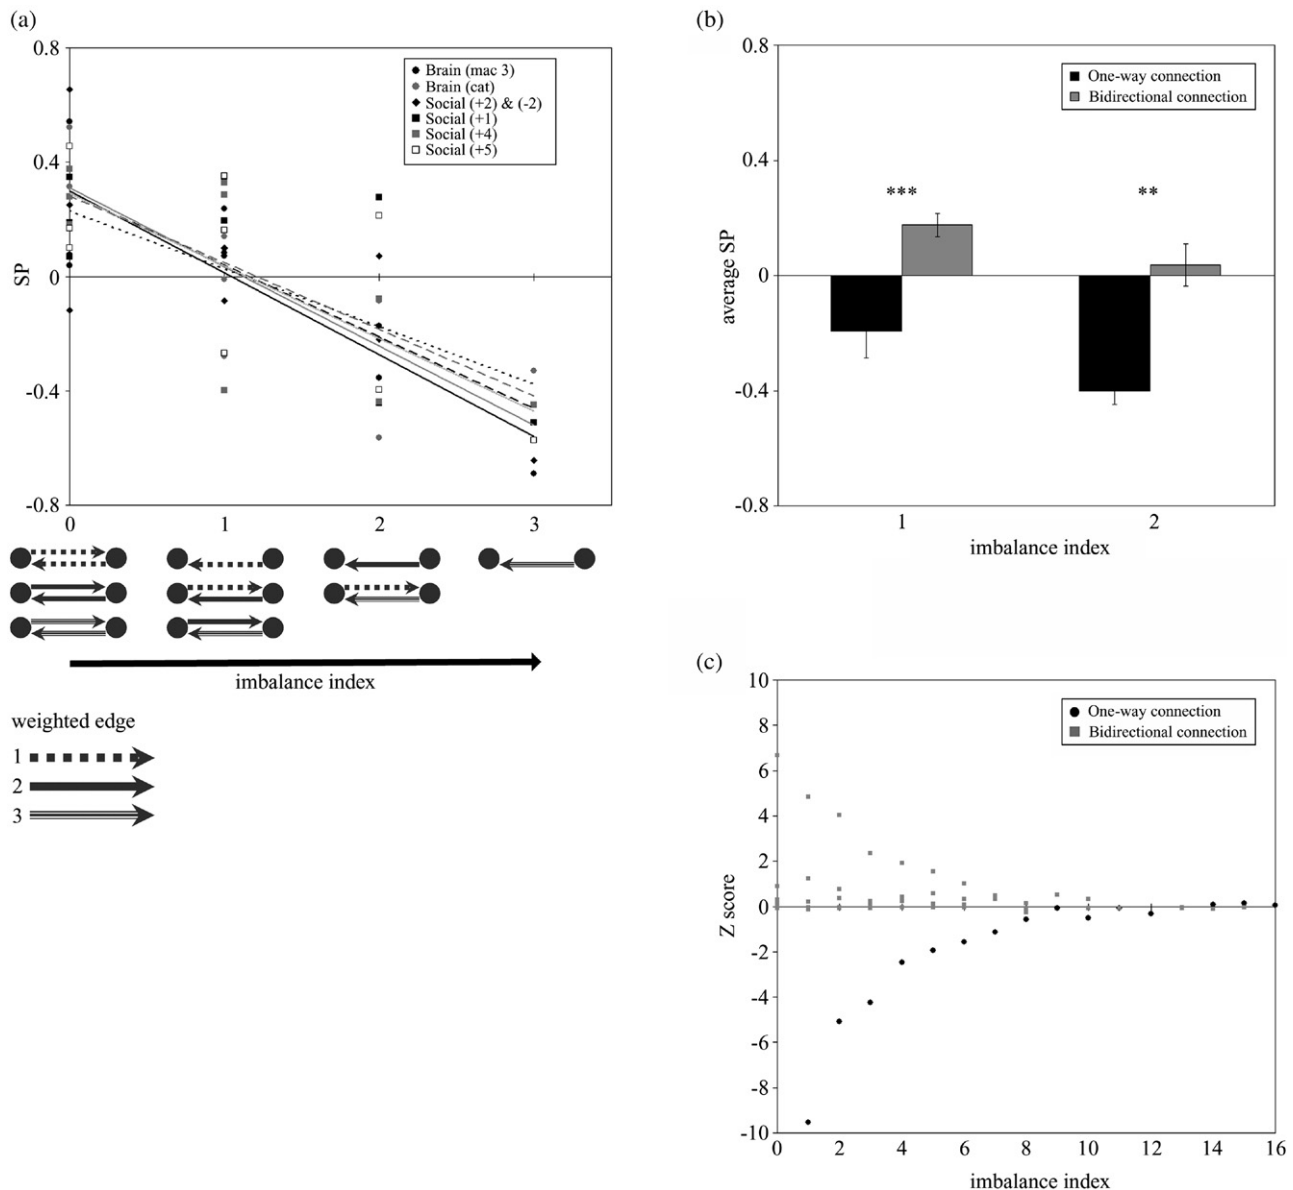 (a)
0.8
0.4
0
-0.4
-0.8
SP
Brain (mac 3)
Brain (cat)
Social (+2) & (-2)
Social (+1)
Social (+4)
Social (+5)
0 1 2 3
imbalance index
weighted edge
1
2
3
(b)
0.8
0.4
0
-0.4
-0.8
average SP
One-way connection
Bidirectional connection
*** **
1 2
imbalance index
(c)
10
8
6
4
2
0
-2
-4
-6
-8
-10
Z score
One-way connection
Bidirectional connection
0 2 4 6 8 10 12 14 16
imbalance index